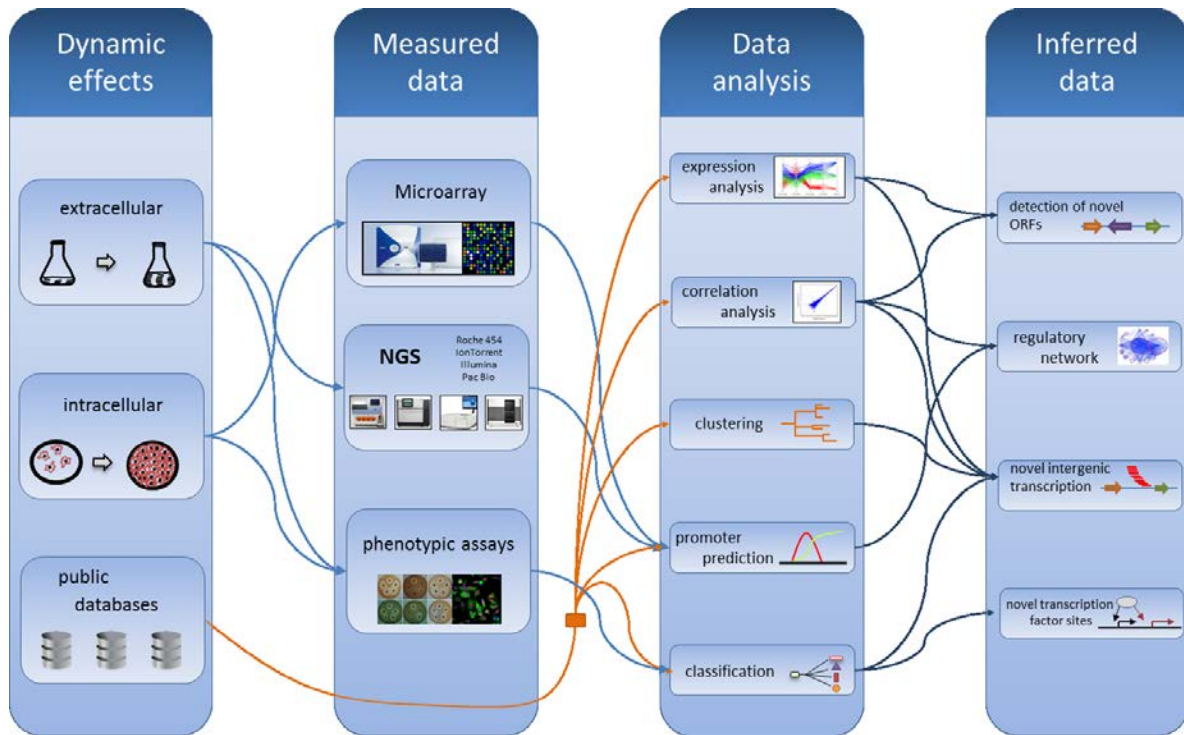 Dynamic
effects
extracellular
intracellular
public
databases
Measured
data
Microarray
NGS
Roche 454
IonTorrent
Illumina
Pac Bio
phenotypic assays
Data
analysis
expression
analysis
correlation
analysis
clustering
promoter
prediction
classification
Inferred
data
detection of novel
ORFs
regulatory
network
novel intergenic
transcription
novel transcription
factor sites